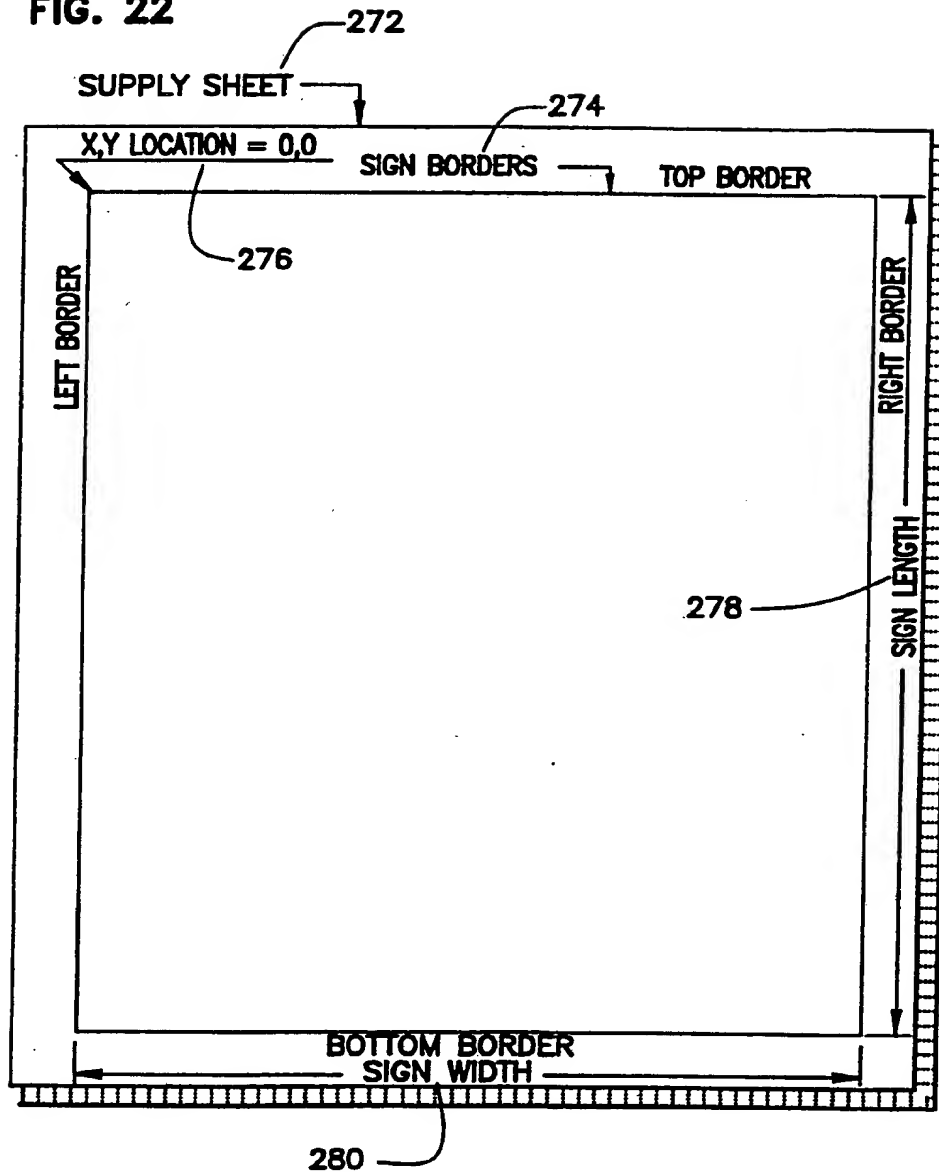 FIG. 22
272
SUPPLY SHEET
274
X,Y LOCATION = 0,0
SIGN BORDERS
TOP BORDER
276
LEFT BORDER
RIGHT BORDER
278
SIGN LENGTH
BOTTOM BORDER
SIGN WIDTH
280